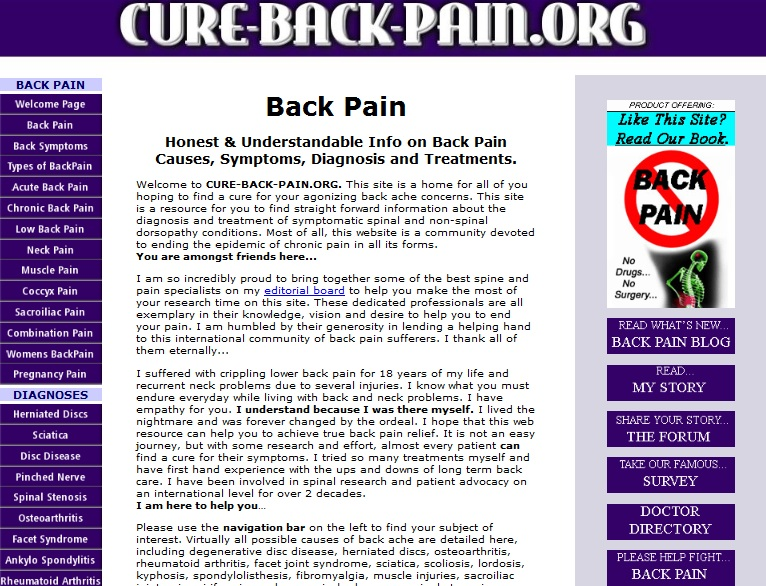 CURE-BACK-PAIN.ORG
BACK PAIN
Welcome Page
Back Pain
Back Symptoms
Types of BackPain
Acute Back Pain
Chronic Back Pain
Low Back Pain
Neck Pain
Muscle Pain
Coccyx Pain
Sacroiliac Pain
Combination Pain
Womens BackPain
Pregnancy Pain
DIAGNOSES
Herniated Discs
Sciatica
Disc Disease
Pinched Nerve
Spinal Stenosis
Osteoarthritis
Facet Syndrome
Ankylo Spondylitis
Rheumatoid Arthritis
Back Pain
Honest & Understandable Info on Back Pain
Causes, Symptoms, Diagnosis and Treatments.
Welcome to CURE-BACK-PAIN.ORG. This site is a home for all of you
hoping to find a cure for your agonizing back ache concerns. This site
is a resource for you to find straight forward information about the
diagnosis and treatment of symptomatic spinal and non-spinal
dorsopathy conditions. Most of all, this website is a community devoted
to ending the epidemic of chronic pain in all its forms.
You are amongst friends here...
I am so incredibly proud to bring together some of the best spine and
pain specialists on my editorial board to help you make the most of
your research time on this site. These dedicated professionals are all
exemplary in their knowledge, vision and desire to help you to end
your pain. I am humbled by their generosity in lending a helping hand
to this international community of back pain sufferers. I thank all of
them eternally...
I suffered with crippling lower back pain for 18 years of my life and
recurrent neck problems due to several injuries. I know what you must
endure everyday while living with back and neck problems. I have
empathy for you. I understand because I was there myself. I lived the
nightmare and was forever changed by the ordeal. I hope that this web
resource can help you to achieve true back pain relief. It is not an easy
journey, but with some research and effort, almost every patient can
find a cure for their symptoms. I tried so many treatments myself and
have first hand experience with the ups and downs of long term back
care. I have been involved in spinal research and patient advocacy on
an international level for over 2 decades.
I am here to help you...
Please use the navigation bar on the left to find your subject of
interest. Virtually all possible causes of back ache are detailed here,
including degenerative disc disease, herniated discs, osteoarthritis,
rheumatoid arthritis, facet joint syndrome, sciatica, scoliosis, lordosis,
kyphosis, spondylolisthesis, fibromyalgia, muscle injuries, sacroiliac
PRODUCT OFFERING:
Like This Site?
Read Our Book.
BACK
PAIN
No
Drugs...
No
Surgery...
READ WHAT'S NEW...
BACK PAIN BLOG
READ...
MY STORY
SHARE YOUR STORY...
THE FORUM
TAKE OUR FAMOUS...
SURVEY
DOCTOR
DIRECTORY
PLEASE HELP FIGHT...
BACK PAIN